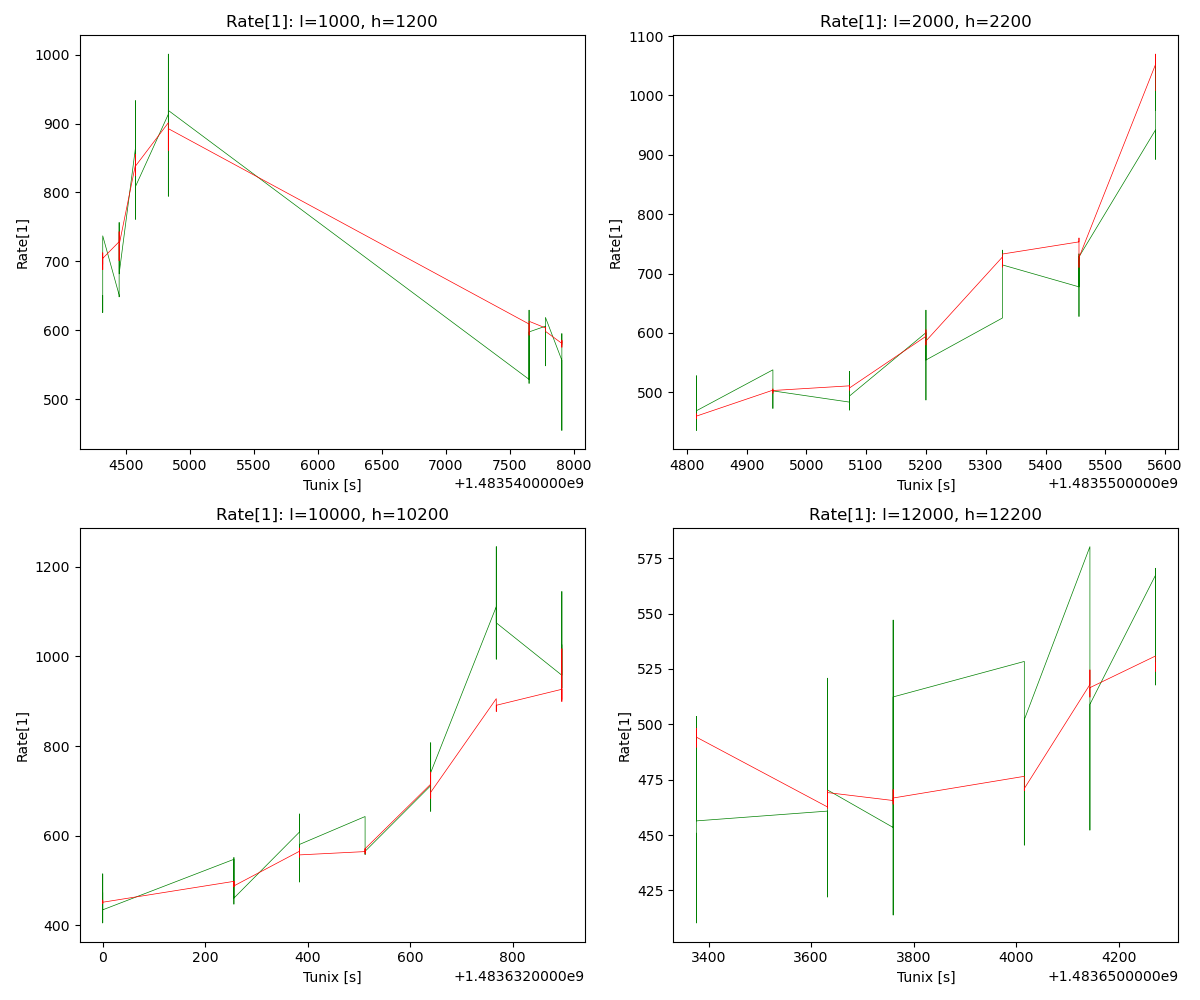 Rate[1]: l=1000, h=1200
1000
900
800
700
600
500
Rate[1]
4500 5000 5500 6000 6500 7000 7500 8000
Tunix [s]
+1.4835400000e9
Rate[1]: l=2000, h=2200
1100
1000
900
800
700
600
500
Rate[1]
4800 4900 5000 5100 5200 5300 5400 5500 5600
Tunix [s]
+1.4835500000e9
Rate[1]: l=10000, h=10200
1200
1000
800
600
400
Rate[1]
0 200 400 600 800
Tunix [s]
+1.4836320000e9
Rate[1]: l=12000, h=12200
575
550
525
500
475
450
425
Rate[1]
3400 3600 3800 4000 4200
Tunix [s]
+1.4836500000e9